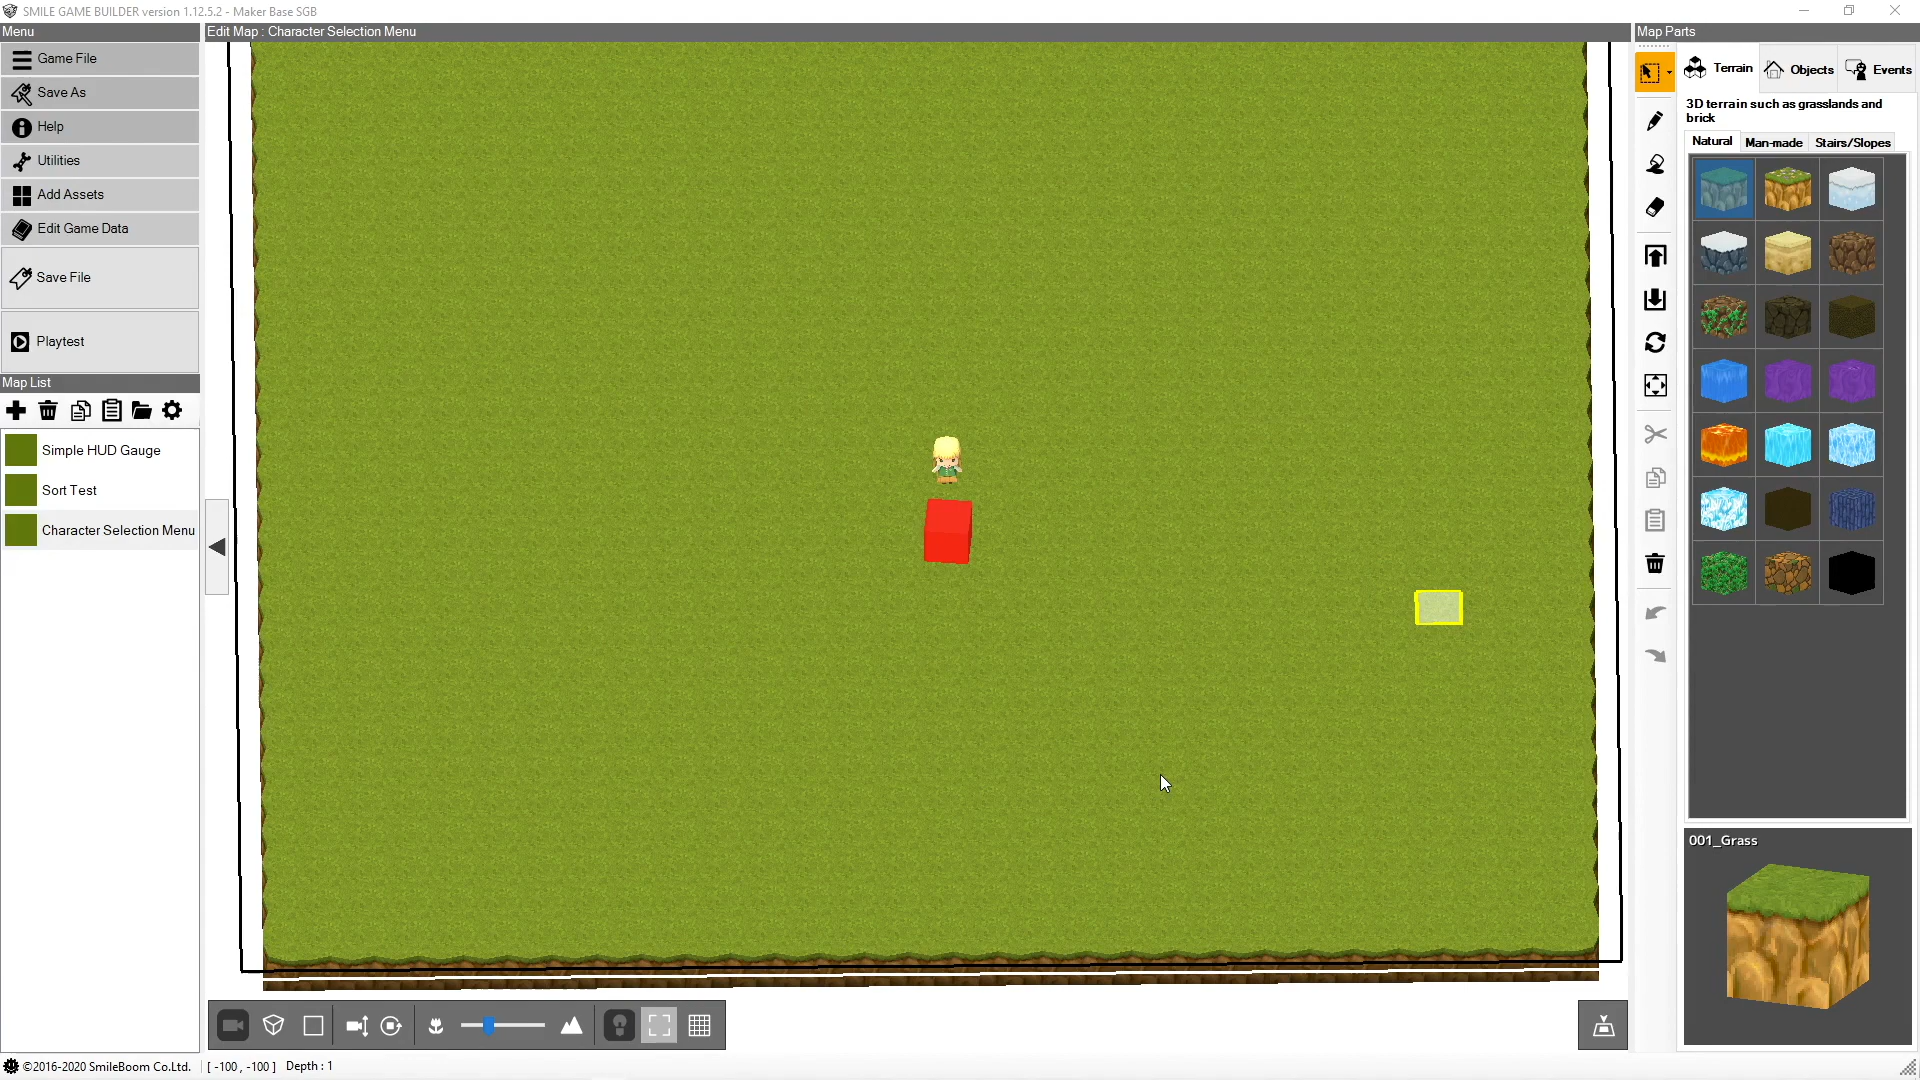 SMILE GAME BUILDER version 1.12.5.2 - Maker Base SGB
Menu
Edit Map : Character Selection Menu
Map Parts
Game File
Save As
Help
Utilities
Add Assets
Edit Game Data
Save File
Playtest
Map List
Simple HUD Gauge
Sort Test
Character Selection Menu
Terrain
Objects
Events
3D terrain such as grasslands and
brick
Natural
Man-made
Stairs/Slopes
001_Grass
©2016-2020 SmileBoom Co.Ltd.
[ -100 , -100 ] Depth : 1